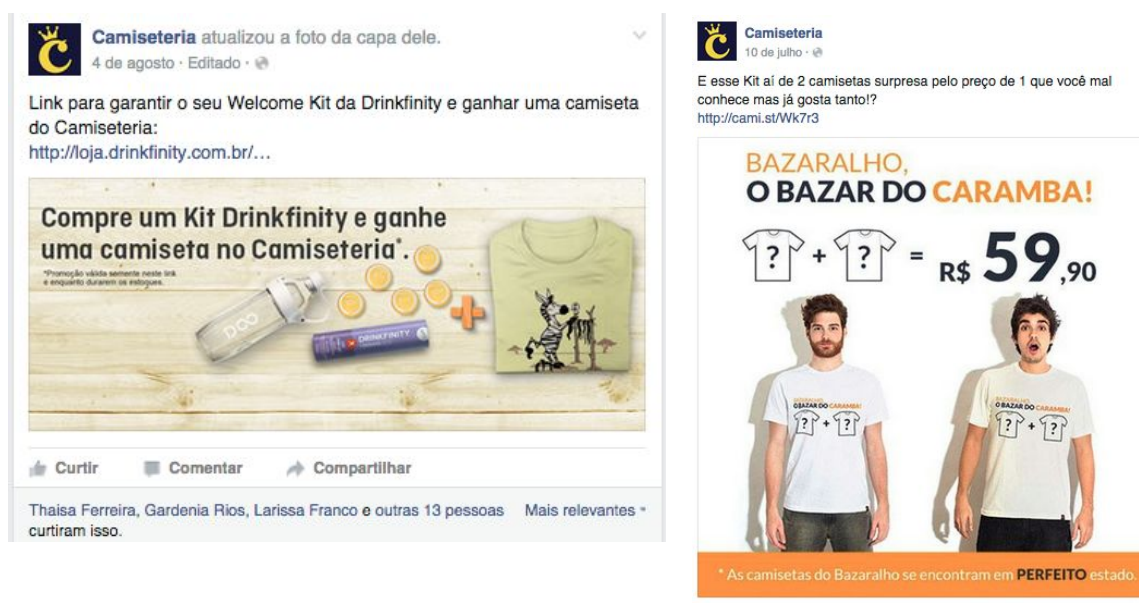 Camiseteria atualizou a foto da capa dele.
4 de agosto · Editado ·
Link para garantir o seu Welcome Kit da Drinkfinity e ganhar uma camiseta
do Camiseteria:
http://loja.drinkfinity.com.br/...
Compre um Kit Drinkfinity e ganhe
uma camiseta no Camiseteria*.
*Promoção válida somente neste link
e enquanto durarem os estoques.
DRINKFINITY
Curtir Comentar Compartilhar
Thaisa Ferreira, Gardenia Rios, Larissa Franco e outras 13 pessoas Mais relevantes
curtiram isso.
Camiseteria
10 de julho ·
E esse Kit aí de 2 camisetas surpresa pelo preço de 1 que você mal
conhece mas já gosta tanto!?
http://cami.st/Wk7r3
BAZARALHO,
O BAZAR DO CARAMBA!
? + ? = R$ 59,90
BAZARALHO,
O BAZAR DO CARAMBA!
? + ?
BAZARALHO,
O BAZAR DO CARAMBA!
? + ?
* As camisetas do Bazaralho se encontram em PERFEITO estado.